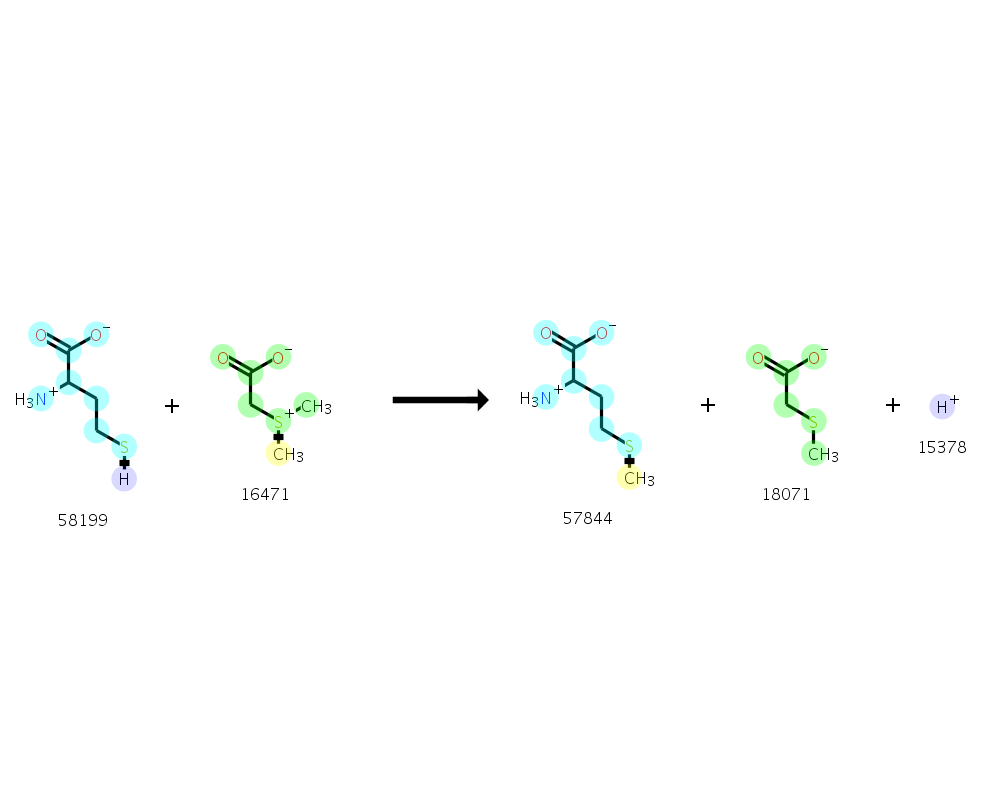 O O⁻
H₃N⁺
S
H
58199
+
O O⁻
S⁺ CH₃
CH₃
16471
O O⁻
H₃N⁺
S
CH₃
57844
+
O O⁻
S
CH₃
18071
+
H⁺
15378